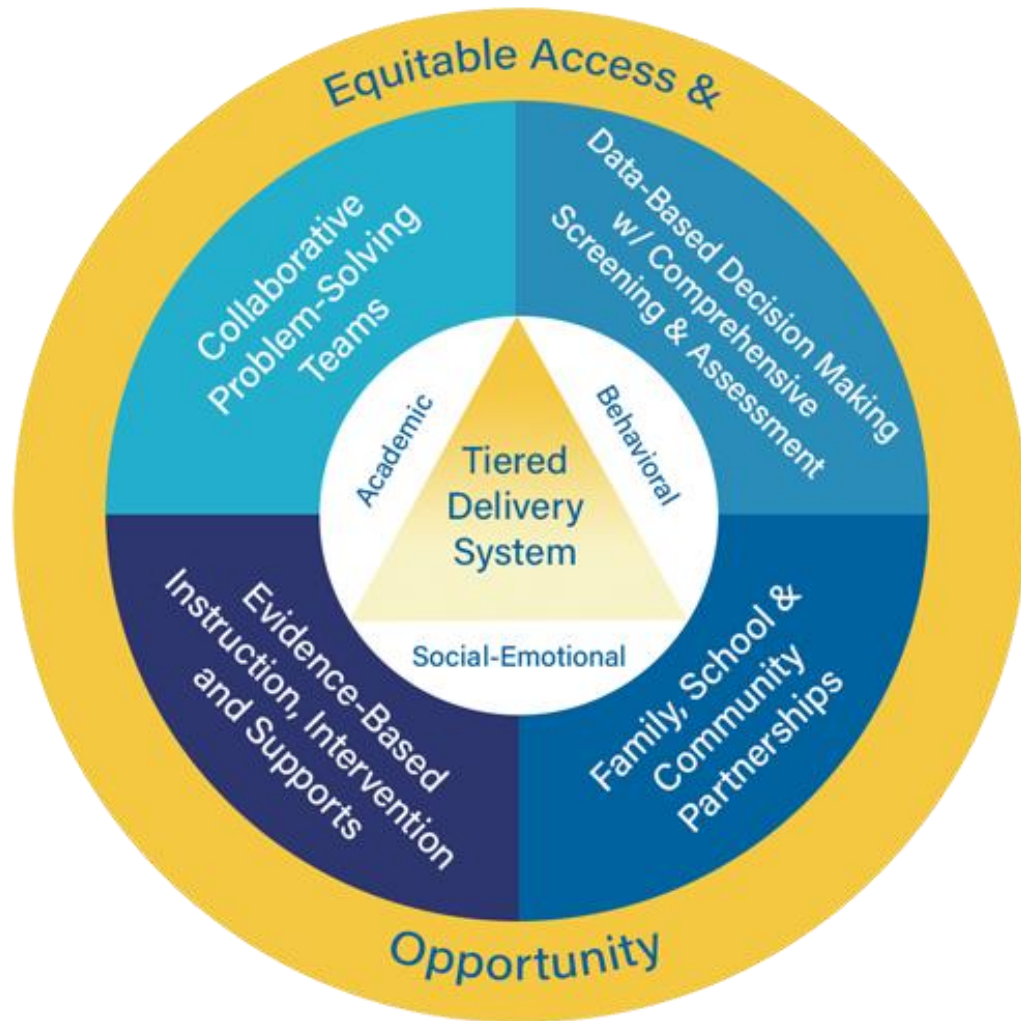 Equitable Access &
Collaborative
Problem-Solving
Teams
Data-Based Decision Making
w/ Comprehensive
Screening & Assessment
Academic
Behavioral
Tiered
Delivery
System
Social-Emotional
Evidence-Based
Instruction, Intervention
and Supports
Family, School &
Community
Partnerships
Opportunity